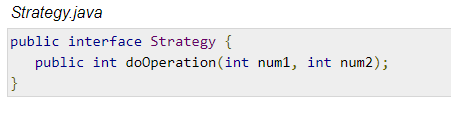 Strategy.java
public interface Strategy {
   public int doOperation(int num1, int num2);
}